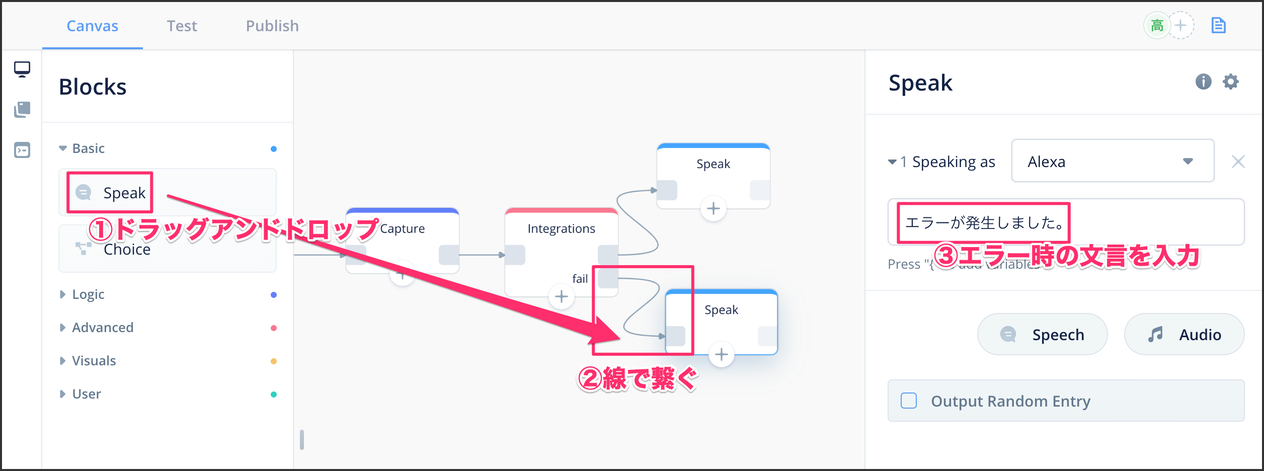 Canvas
Test
Publish
高
Blocks
Basic
Speak
①ドラッグアンドドロップ
Choice
Logic
Advanced
Visuals
User
Capture
Integrations
fail
Speak
Speak
②線で繋ぐ
Speak
1 Speaking as
Alexa
エラーが発生しました。
③エラー時の文言を入力
Press "{
Speech
Audio
Output Random Entry